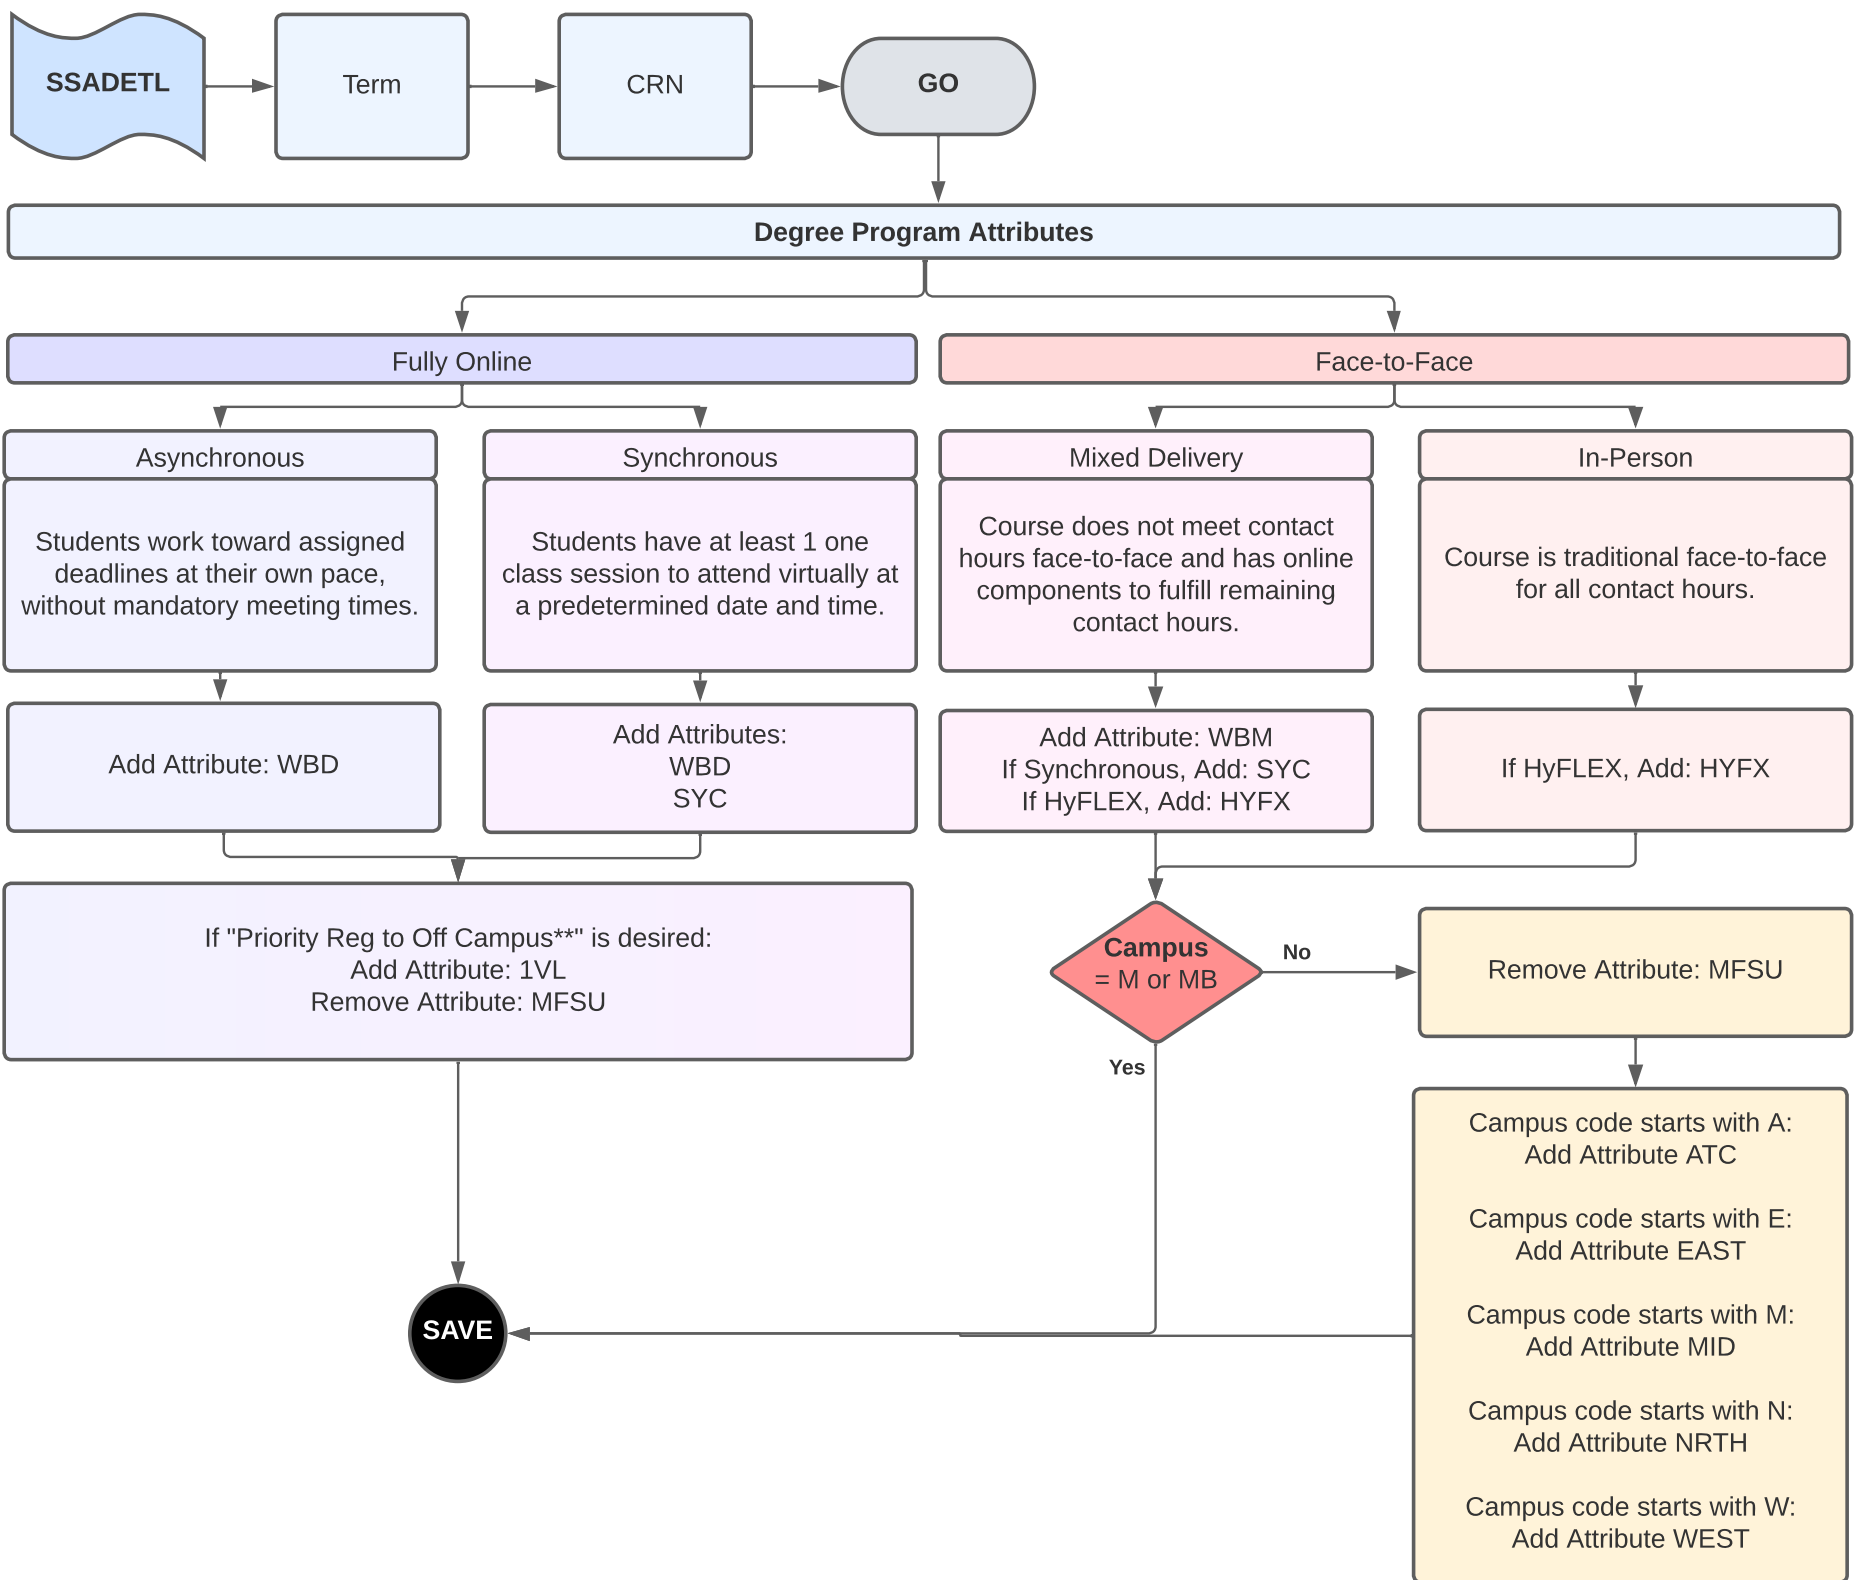 SSADETL
Term
CRN
GO
Degree Program Attributes
Fully Online
Face-to-Face
Asynchronous
Synchronous
Mixed Delivery
In-Person
Students work toward assigned
deadlines at their own pace,
without mandatory meeting times.
Students have at least 1 one
class session to attend virtually at
a predetermined date and time.
Course does not meet contact
hours face-to-face and has online
components to fulfill remaining
contact hours.
Course is traditional face-to-face
for all contact hours.
Add Attribute: WBD
Add Attributes:
WBD
SYC
Add Attribute: WBM
If Synchronous, Add: SYC
If HyFLEX, Add: HYFX
If HyFLEX, Add: HYFX
If "Priority Reg to Off Campus**" is desired:
Add Attribute: 1VL
Remove Attribute: MFSU
Campus
= M or MB
No
Remove Attribute: MFSU
Yes
Campus code starts with A:
Add Attribute ATC
Campus code starts with E:
Add Attribute EAST
Campus code starts with M:
Add Attribute MID
Campus code starts with N:
Add Attribute NRTH
Campus code starts with W:
Add Attribute WEST
SAVE